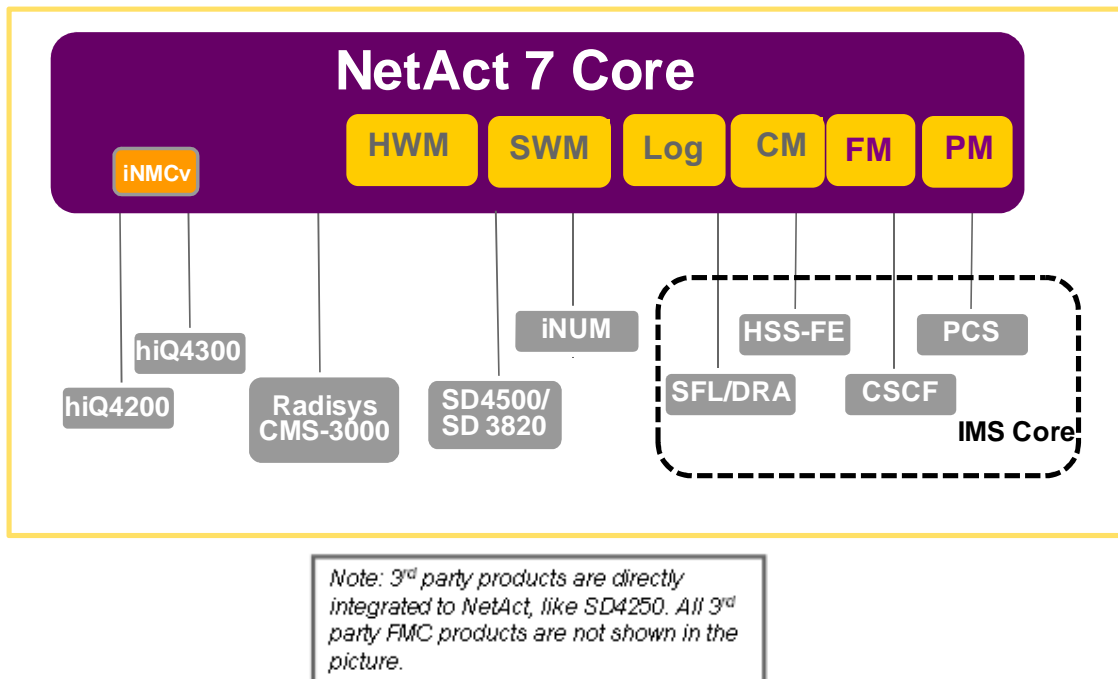 NetAct 7 Core
HWM
SWM
Log
CM
FM
PM
iNMCv
iNUM
HSS-FE
PCS
hiQ4300
hiQ4200
Radisys
CMS-3000
SD4500/
SD 3820
SFL/DRA
CSCF
IMS Core
Note: 3rd party products are directly
integrated to NetAct, like SD4250. All 3rd
party FMC products are not shown in the
picture.